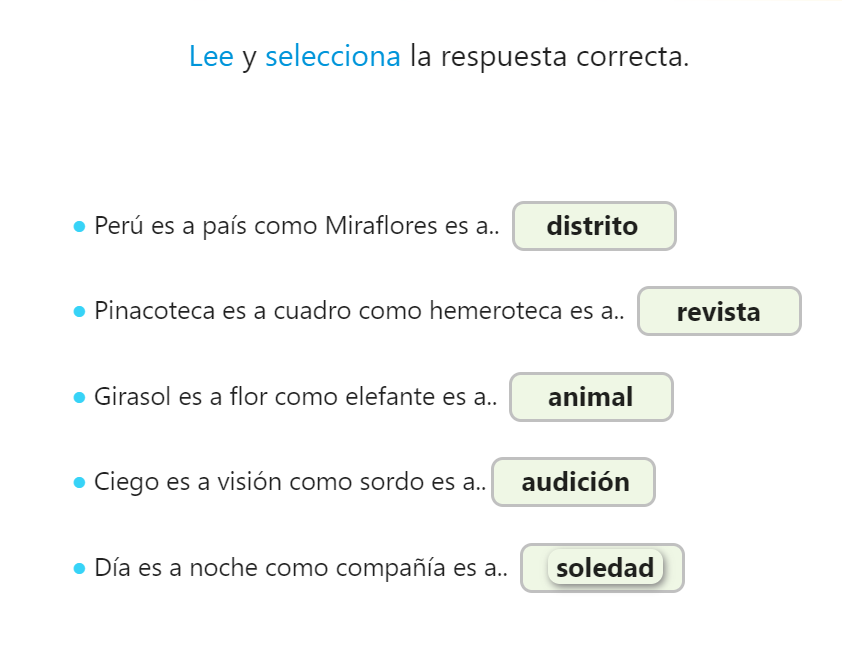 Lee y selecciona la respuesta correcta.
• Perú es a país como Miraflores es a.. distrito
• Pinacoteca es a cuadro como hemeroteca es a.. revista
• Girasol es a flor como elefante es a.. animal
• Ciego es a visión como sordo es a.. audición
• Día es a noche como compañía es a.. soledad